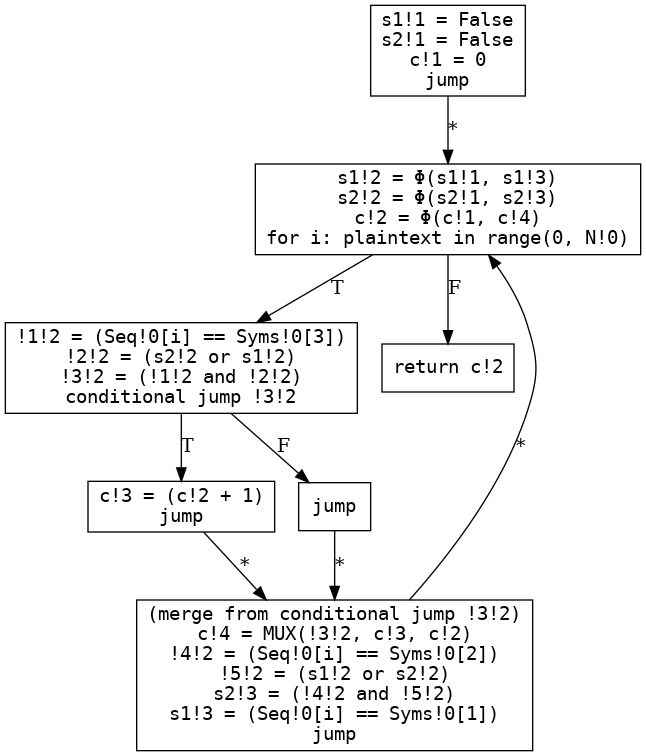 s1!1 = False
s2!1 = False
c!1 = 0
jump
*
s1!2 = Φ(s1!1, s1!3)
s2!2 = Φ(s2!1, s2!3)
c!2 = Φ(c!1, c!4)
for i: plaintext in range(0, N!0)
T
F
!1!2 = (Seq!0[i] == Syms!0[3])
!2!2 = (s2!2 or s1!2)
!3!2 = (!1!2 and !2!2)
conditional jump !3!2
return c!2
T
F
*
c!3 = (c!2 + 1)
jump
jump
*
*
(merge from conditional jump !3!2)
c!4 = MUX(!3!2, c!3, c!2)
!4!2 = (Seq!0[i] == Syms!0[2])
!5!2 = (s1!2 or s2!2)
s2!3 = (!4!2 and !5!2)
s1!3 = (Seq!0[i] == Syms!0[1])
jump